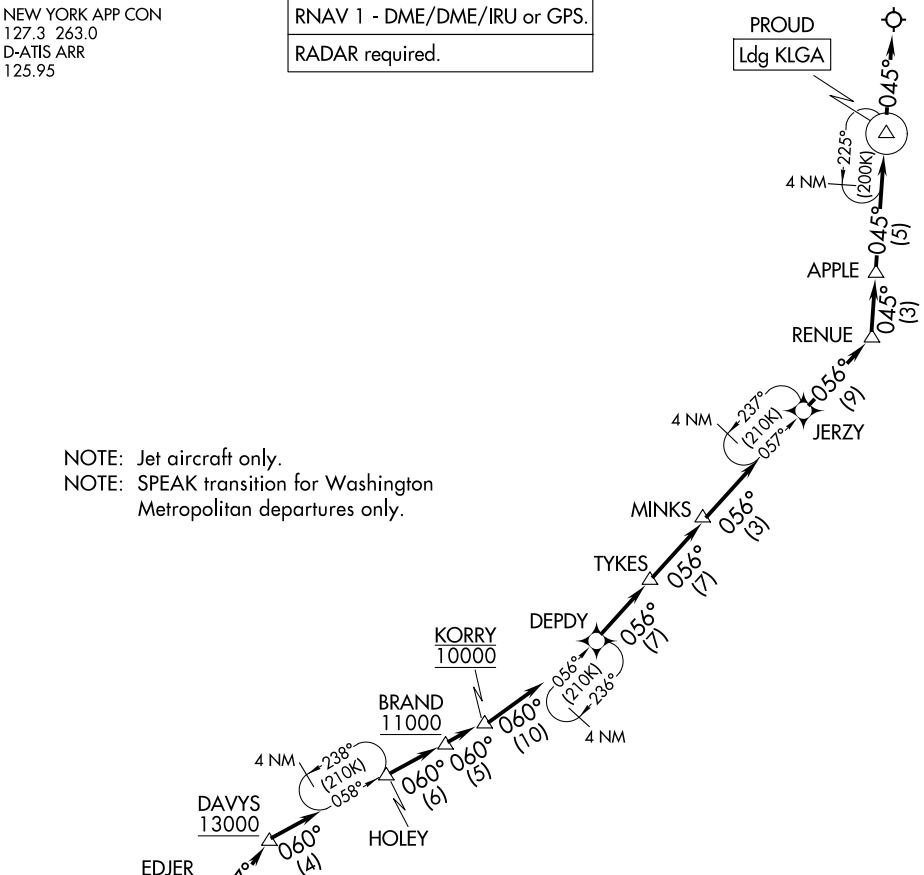 NEW YORK APP CON
127.3 263.0
D-ATIS ARR
125.95
RNAV 1 - DME/DME/IRU or GPS.
RADAR required.
PROUD
Ldg KLGA
045°
225°
(200K)
4 NM
045°
(5)
APPLE
045°
(3)
RENUE
056°
(9)
237°
(210K)
057°
4 NM
JERZY
NOTE: Jet aircraft only.
NOTE: SPEAK transition for Washington
Metropolitan departures only.
MINKS
056°
(3)
TYKES
056°
(7)
DEPDY
056°
(7)
056°
(210K)
236°
4 NM
KORRY
10000
060°
(10)
BRAND
11000
060°
(5)
060°
(6)
4 NM
238°
(210K)
058°
HOLEY
DAVYS
13000
060°
(4)
EDJER